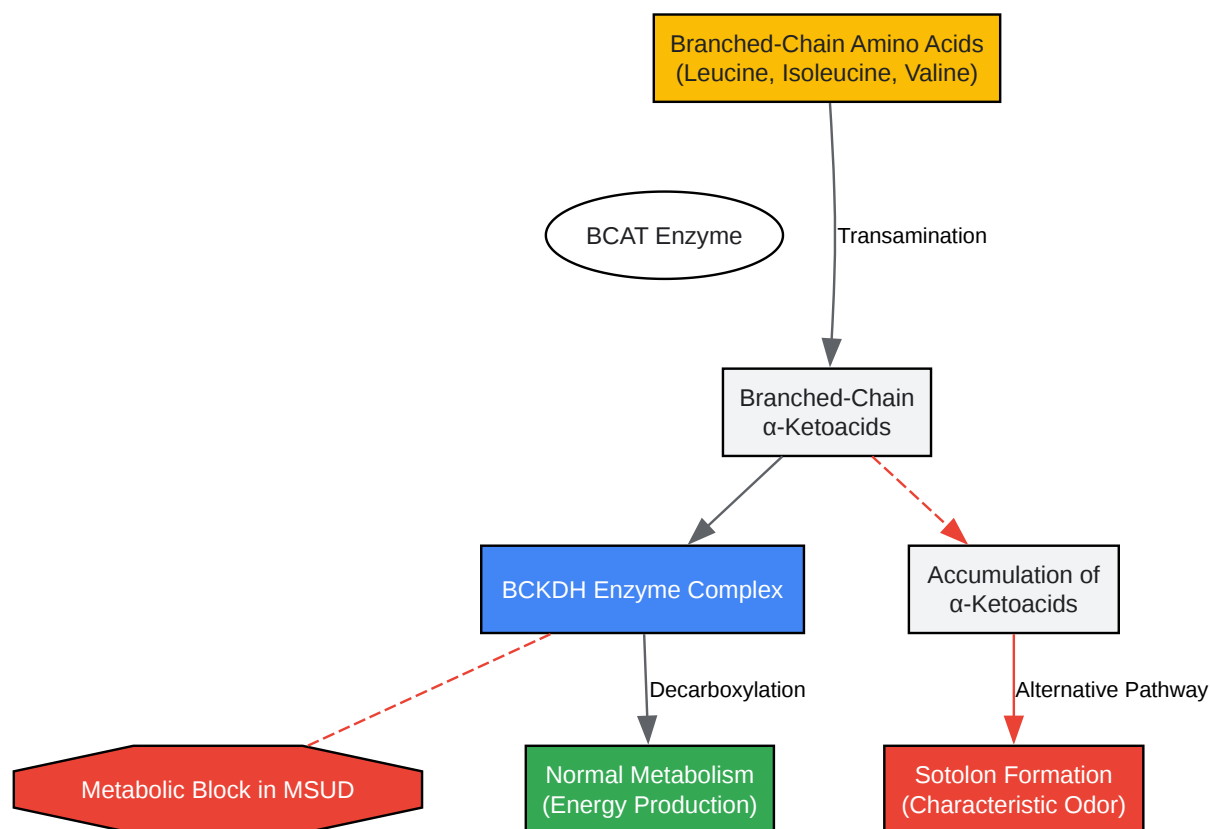 Branched-Chain Amino Acids
(Leucine, Isoleucine, Valine)
BCAT Enzyme
Transamination
Branched-Chain
α-Ketoacids
BCKDH Enzyme Complex
Accumulation of
α-Ketoacids
Decarboxylation
Alternative Pathway
Metabolic Block in MSUD
Normal Metabolism
(Energy Production)
Sotolon Formation
(Characteristic Odor)